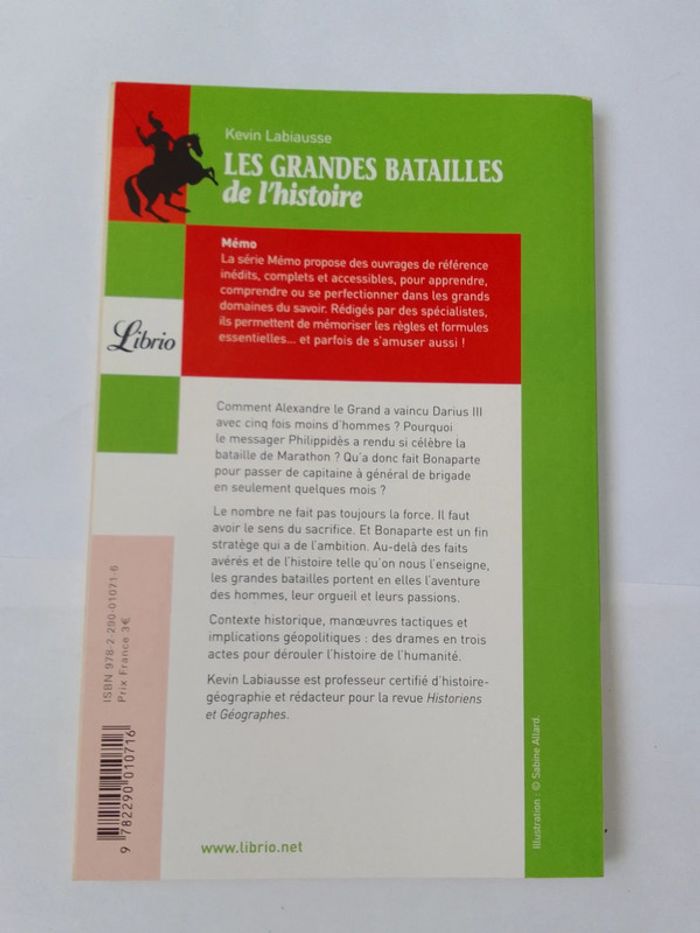 Kevin Labiausse
LES GRANDES BATAILLES
de l'histoire
Mémo
La série Mémo propose des ouvrages de référence
inédits, complets et accessibles, pour apprendre,
comprendre ou se perfectionner dans les grands
domaines du savoir. Rédigés par des spécialistes,
ils permettent de mémoriser les règles et formules
essentielles... et parfois de s'amuser aussi !
Librio
Comment Alexandre le Grand a vaincu Darius III
avec cinq fois moins d'hommes ? Pourquoi
le messager Philippidès a rendu si célèbre la
bataille de Marathon ? Qu'a donc fait Bonaparte
pour passer de capitaine à général de brigade
en seulement quelques mois ?
Le nombre ne fait pas toujours la force. Il faut
avoir le sens du sacrifice. Et Bonaparte est un fin
stratège qui a de l'ambition. Au-delà des faits
avérés et de l'histoire telle qu'on nous l'enseigne,
les grandes batailles portent en elles l'aventure
des hommes, leur orgueil et leurs passions.
Contexte historique, manœuvres tactiques et
implications géopolitiques : des drames en trois
actes pour dérouler l'histoire de l'humanité.
Kevin Labiausse est professeur certifié d'histoire-
géographie et rédacteur pour la revue Historiens
et Géographes.
ISBN 978-2-290-01071-6
Prix France 3€
9 782290 010716
www.librio.net
Illustration : © Sabine Allard.